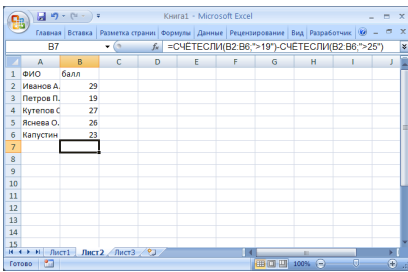 Книга1 - Microsoft Excel
Главная Вставка Разметка страниц Формулы Данные Рецензирование Вид Разработчик
B7 fx =СЧЁТЕСЛИ(B2:B6;">19")-СЧЁТЕСЛИ(B2:B6;">25")
A B C D E F G H I J
1 ФИО балл
2 Иванов А. 29
3 Петров П. 19
4 Кутепов С 27
5 Яснева О. 26
6 Капустин 23
7
8
9
10
11
12
13
14
15
Лист1 Лист2 Лист3
Готово 100%